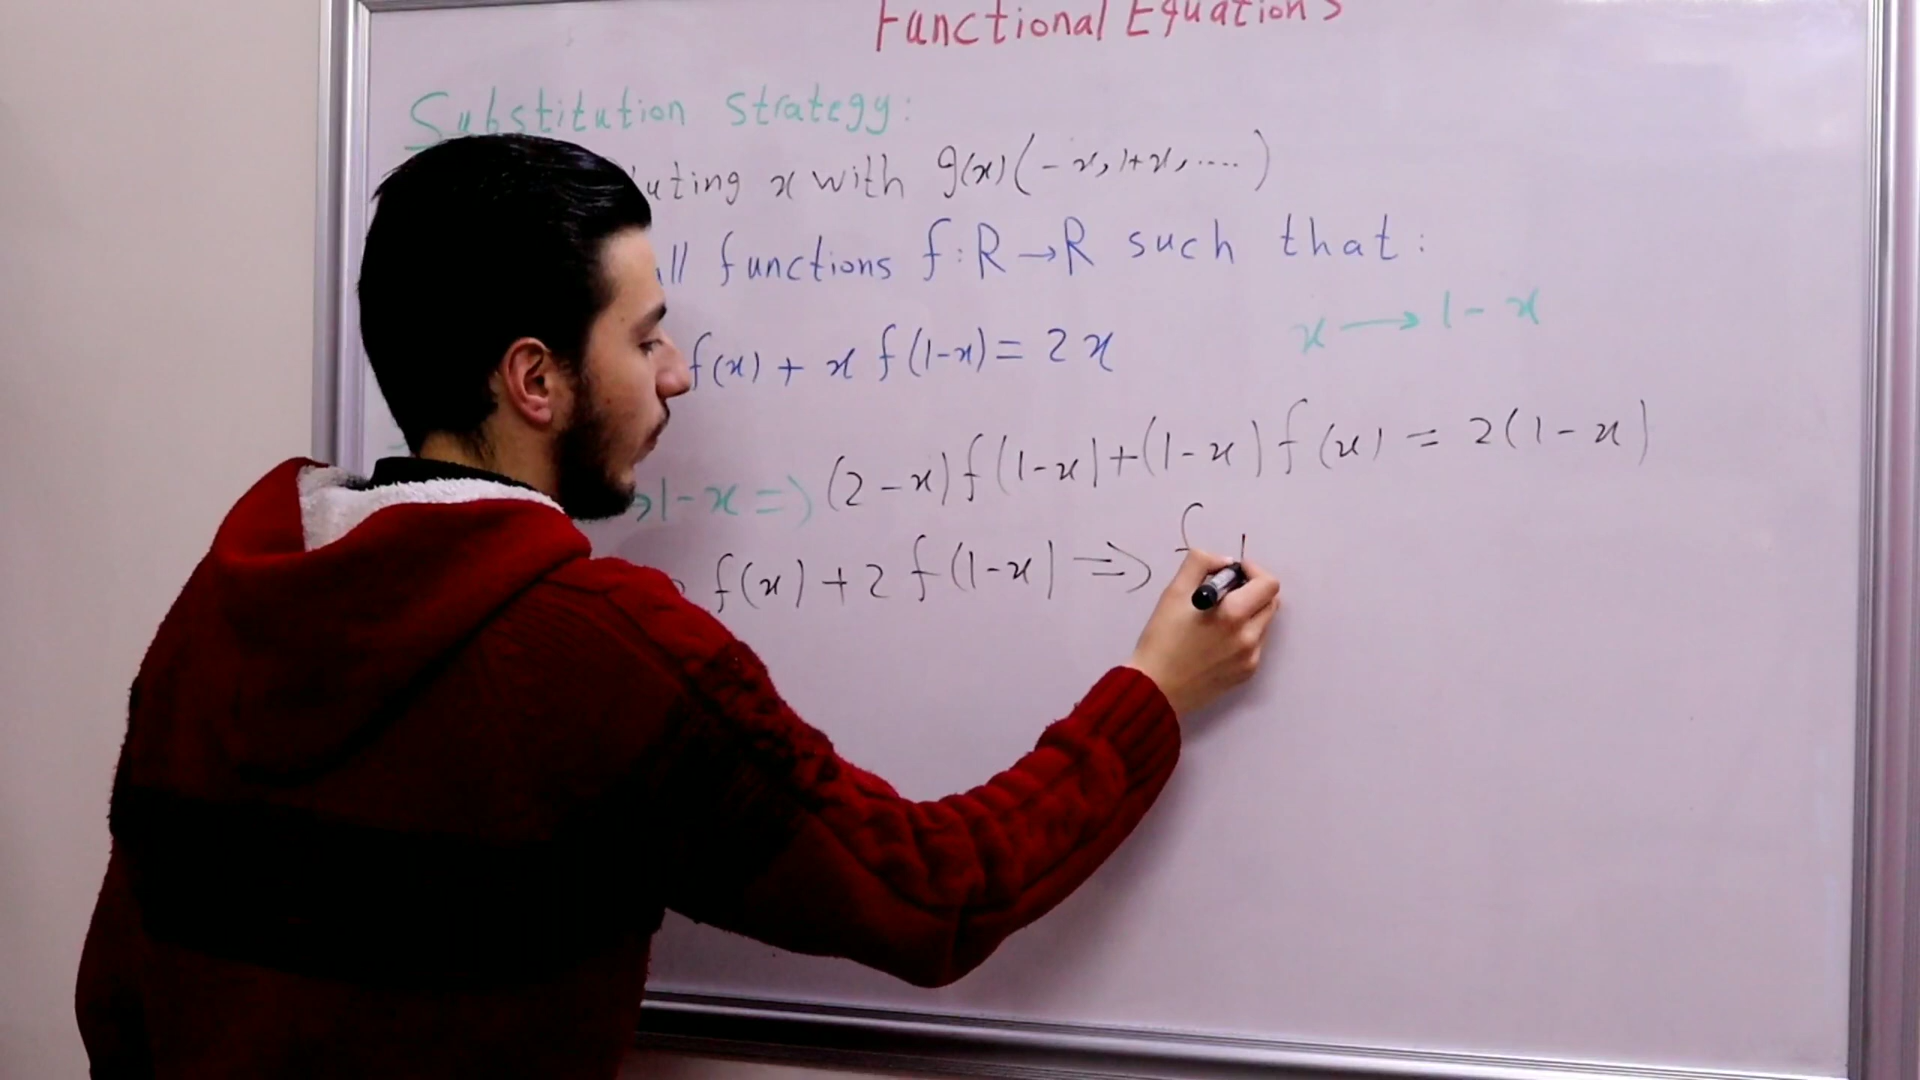 Functional Equations
Substitution strategy:
uting x with g(x)(-x, 1+x, ....)
ll functions f:R→R such that:
x → 1-x
f(x) + x f(1-x) = 2x
→1-x ⇒ (2-x) f(1-x) + (1-x) f(x) = 2(1-x)
f(x) + 2 f(1-x) ⇒ f